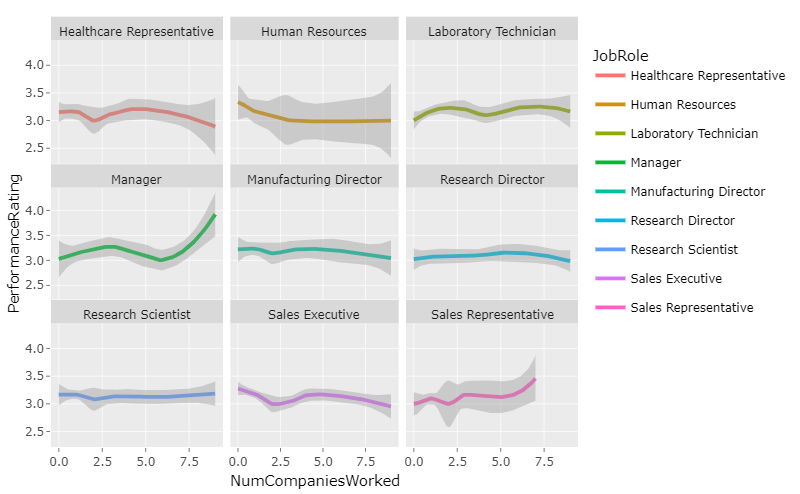 Healthcare Representative
Human Resources
Laboratory Technician
4.0
3.5
3.0
2.5
Manager
Manufacturing Director
Research Director
4.0
3.5
3.0
2.5
Research Scientist
Sales Executive
Sales Representative
4.0
3.5
3.0
2.5
0.0
2.5
5.0
7.5
0.0
2.5
5.0
7.5
0.0
2.5
5.0
7.5
NumCompaniesWorked
PerformanceRating
JobRole
Healthcare Representative
Human Resources
Laboratory Technician
Manager
Manufacturing Director
Research Director
Research Scientist
Sales Executive
Sales Representative